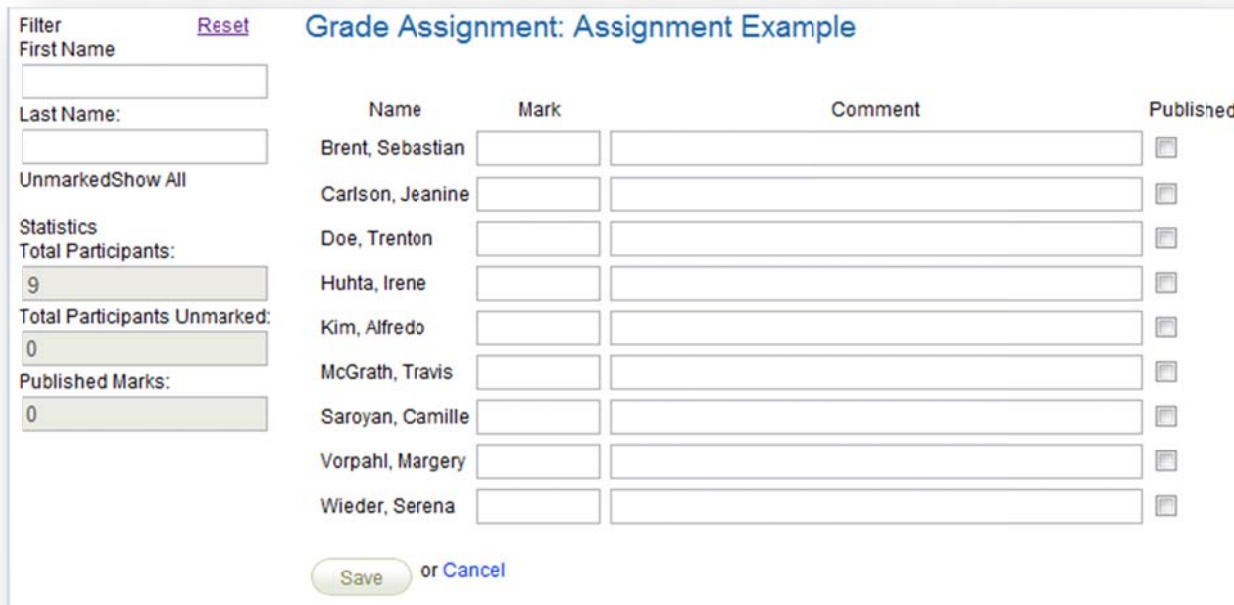 Filter Reset
First Name
Last Name:
UnmarkedShow All
Statistics
Total Participants:
9
Total Participants Unmarked:
0
Published Marks:
0
Grade Assignment: Assignment Example
Name Mark Comment Published
Brent, Sebastian
Carlson, Jeanine
Doe, Trenton
Huhta, Irene
Kim, Alfredo
McGrath, Travis
Saroyan, Camille
Vorpahl, Margery
Wieder, Serena
Save or Cancel